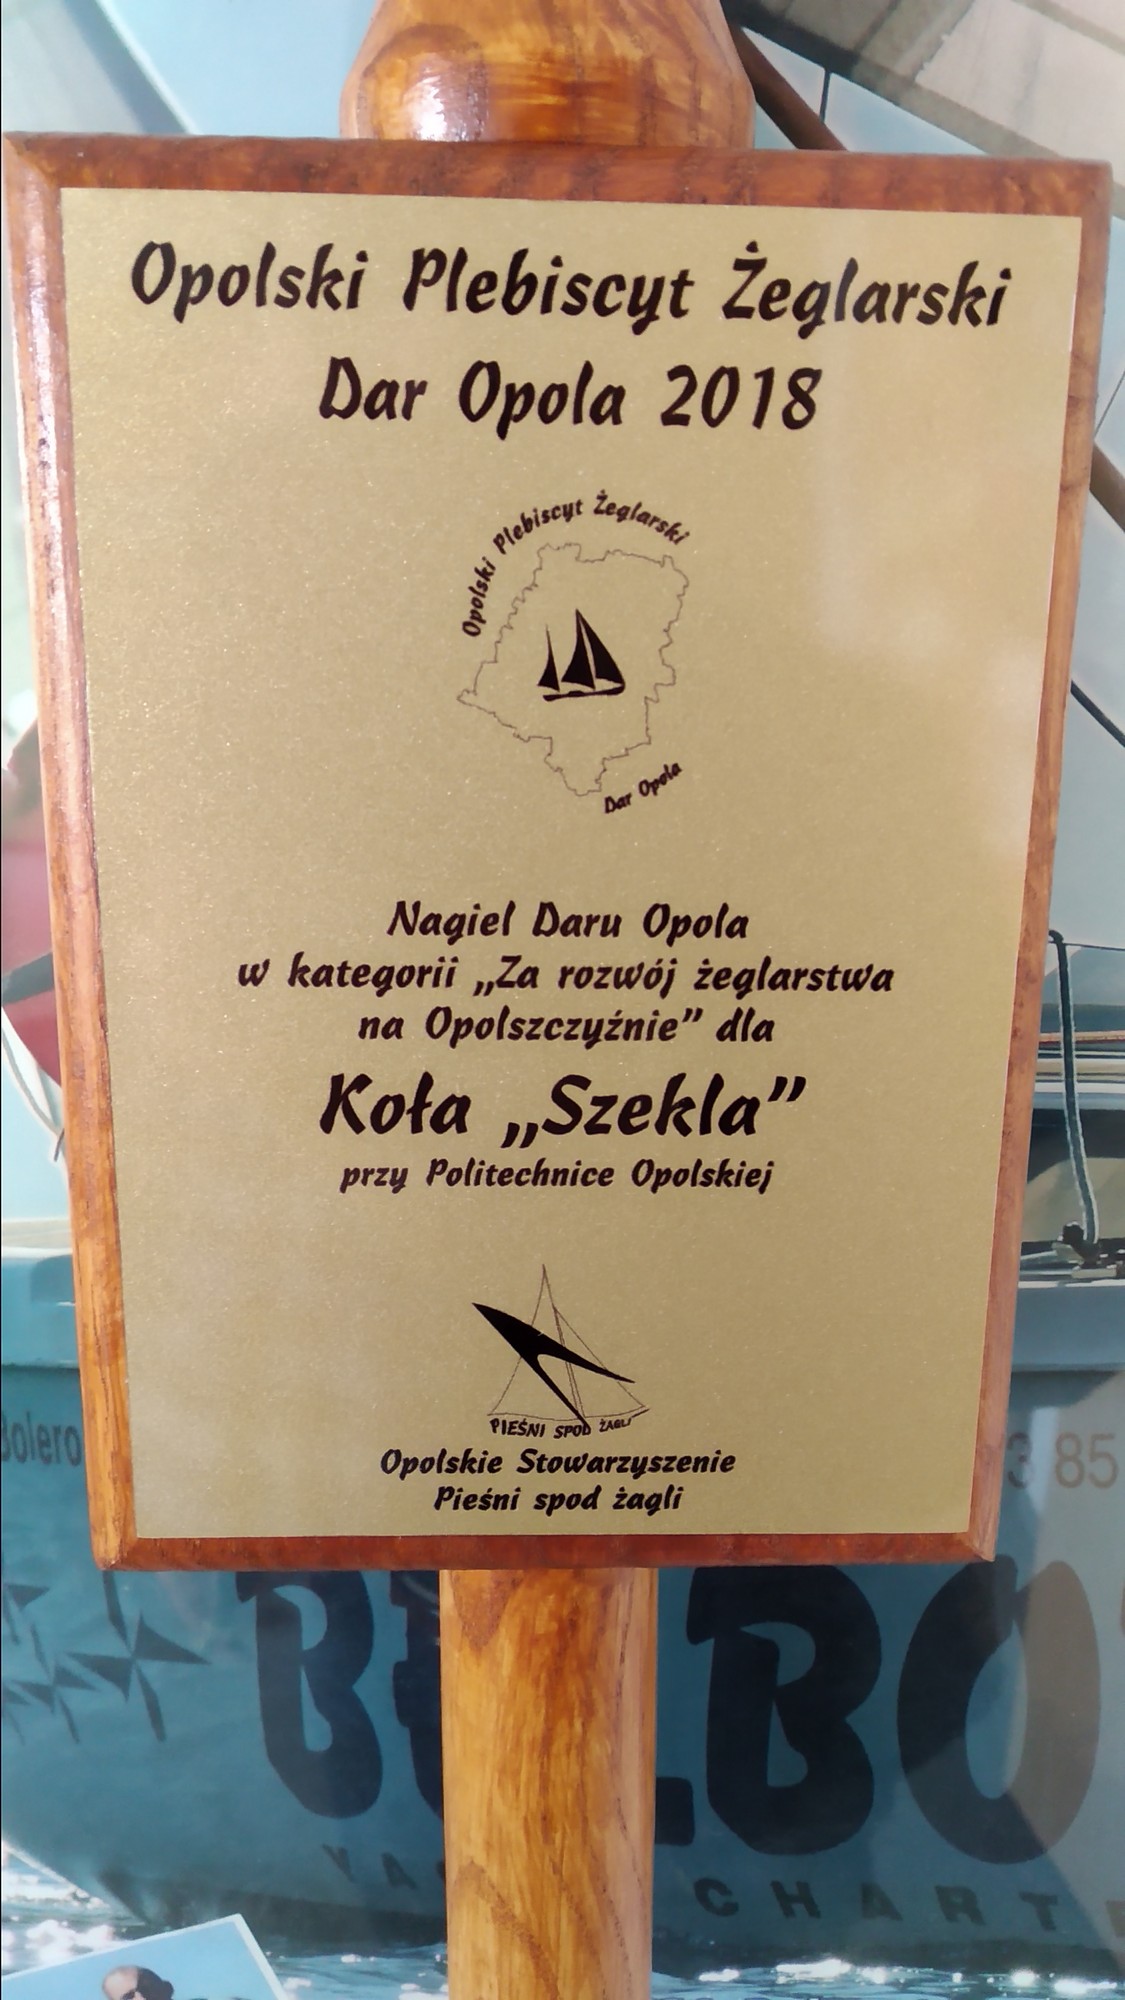 Opolski Plebiscyt Żeglarski
Dar Opola 2018
Opolski Plebiscyt Żeglarski
Dar Opola
Nagiel Daru Opola
w kategorii „Za rozwój żeglarstwa
na Opolszczyźnie” dla
Koła „Szekla”
przy Politechnice Opolskiej
PIEŚNI SPOD ŻAGLI
Opolskie Stowarzyszenie
Pieśni spod żagli
Bolero
85